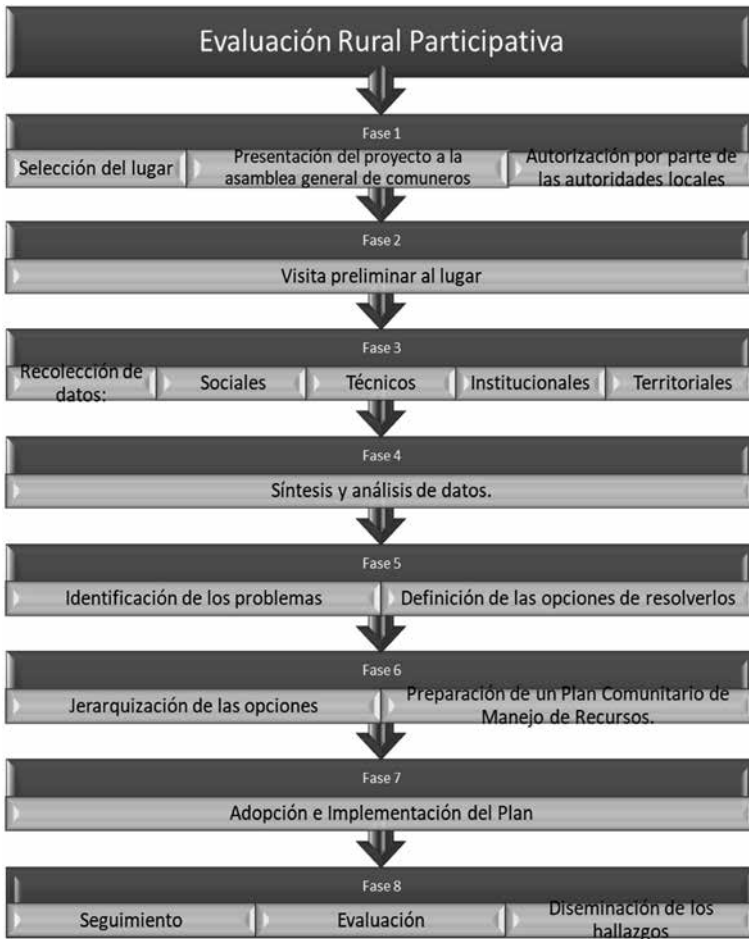 Evaluación Rural Participativa
Fase 1
Selección del lugar
Presentación del proyecto a la
asamblea general de comuneros
Autorización por parte de
las autoridades locales
Fase 2
Visita preliminar al lugar
Fase 3
Recolección de
datos:
Sociales
Técnicos
Institucionales
Territoriales
Fase 4
Síntesis y análisis de datos.
Fase 5
Identificación de los problemas
Definición de las opciones de resolverlos
Fase 6
Jerarquización de las opciones
Preparación de un Plan Comunitario de
Manejo de Recursos.
Fase 7
Adopción e Implementación del Plan
Fase 8
Seguimiento
Evaluación
Diseminación de los
hallazgos